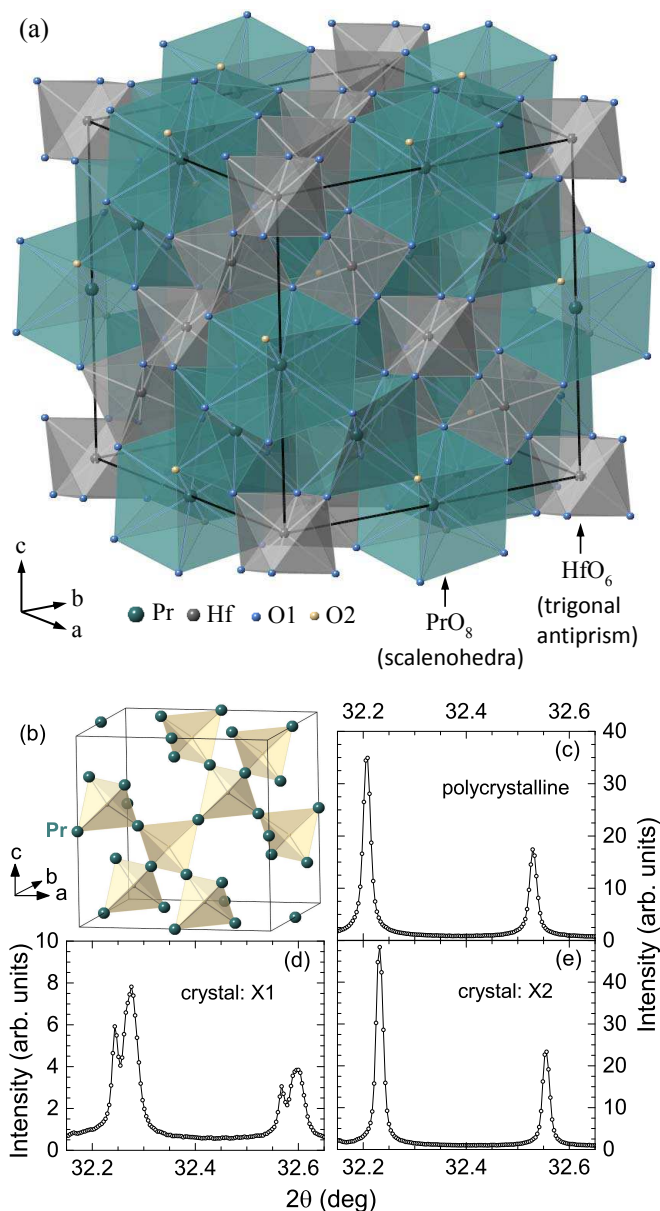 (a)
c
b
a
Pr Hf O1 O2
PrO₈
(scalenohedra)
HfO₆
(trigonal
antiprism)
(b)
Pr
c
b
a
32.2 32.6
(c)
polycrystalline
40
30
20
10
0
Intensity (arb. units)
10
8
6
4
2
0
(d)
crystal: X1
32.2 32.4 32.6
(e)
crystal: X2
40
30
20
10
0
Intensity (arb. units)
32.2 32.4 32.6
2θ (deg)